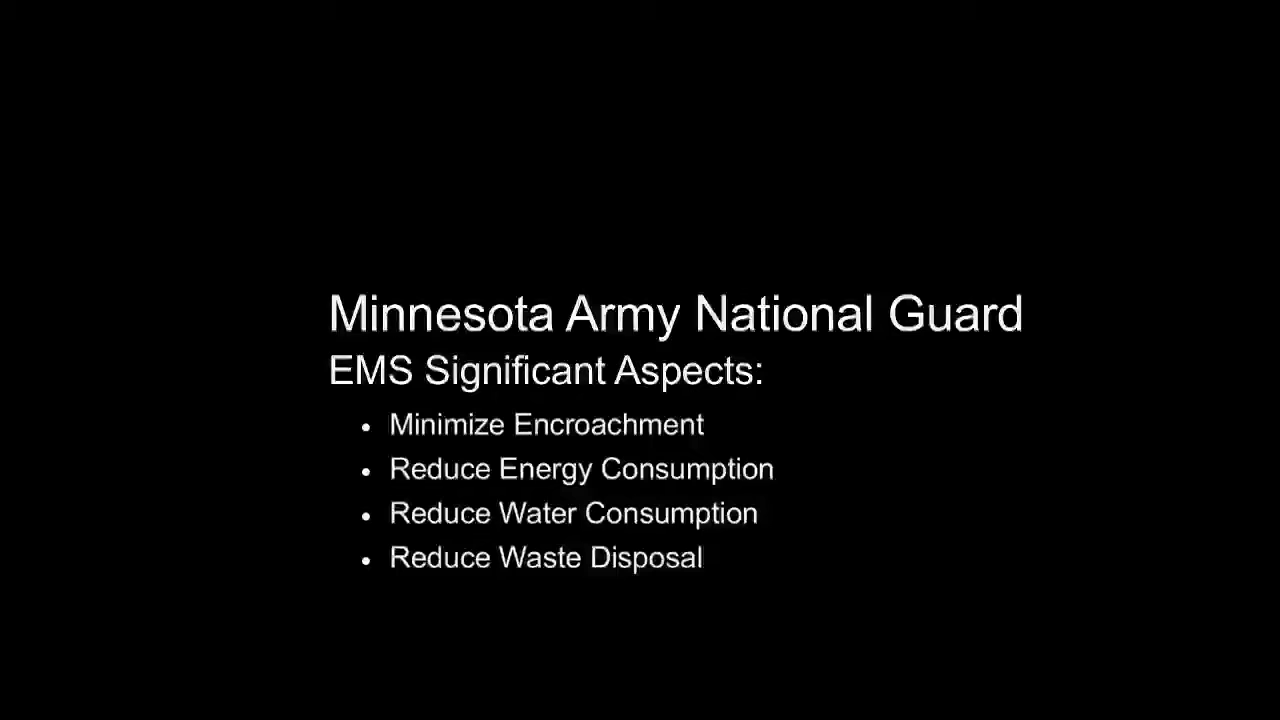 Minnesota Army National Guard
EMS Significant Aspects:
• Minimize Encroachment
• Reduce Energy Consumption
• Reduce Water Consumption
• Reduce Waste Disposal